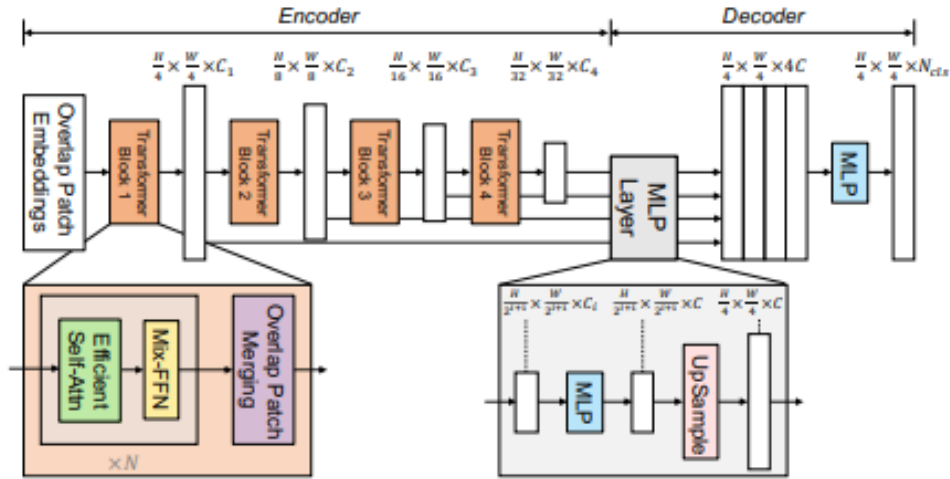 Encoder
Decoder
H/4 × W/4 ×C₁
H/8 × W/8 ×C₂
H/16 × W/16 ×C₃
H/32 × W/32 ×C₄
H/4 × W/4 ×4C
H/4 × W/4 ×N_cls
Overlap Patch
Embeddings
Transformer
Block 1
Transformer
Block 2
Transformer
Block 3
Transformer
Block 4
MLP
Layer
MLP
Efficient
Self-Attn
Mix-FFN
Overlap Patch
Merging
×N
H/2^(i+1) × W/2^(i+1) ×C_i
H/2^(i+1) × W/2^(i+1) ×C
H/4 × W/4 ×C
MLP
UpSample